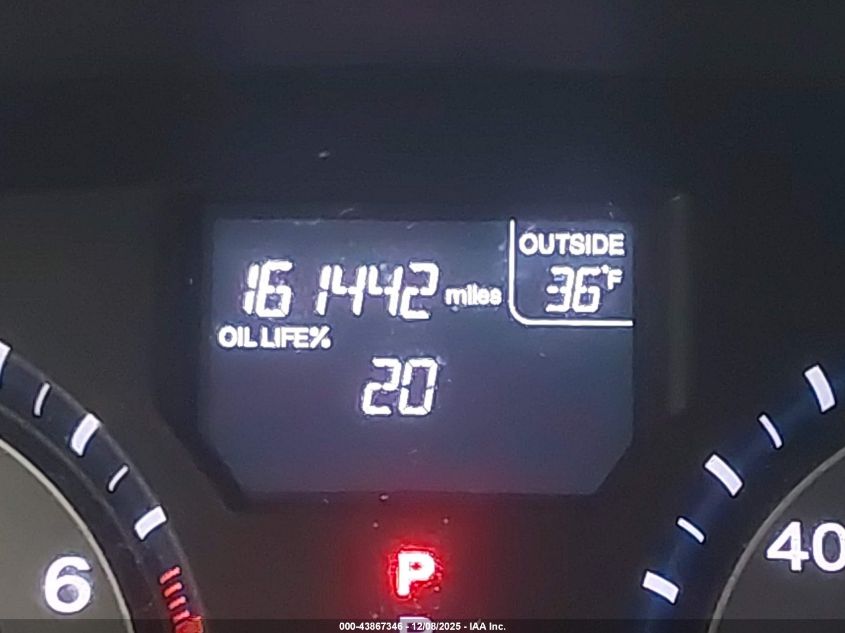 OUTSIDE
161442 miles 36°F
OIL LIFE%
20
P
6
40
000-43867346 - 12/08/2025 - IAA Inc.